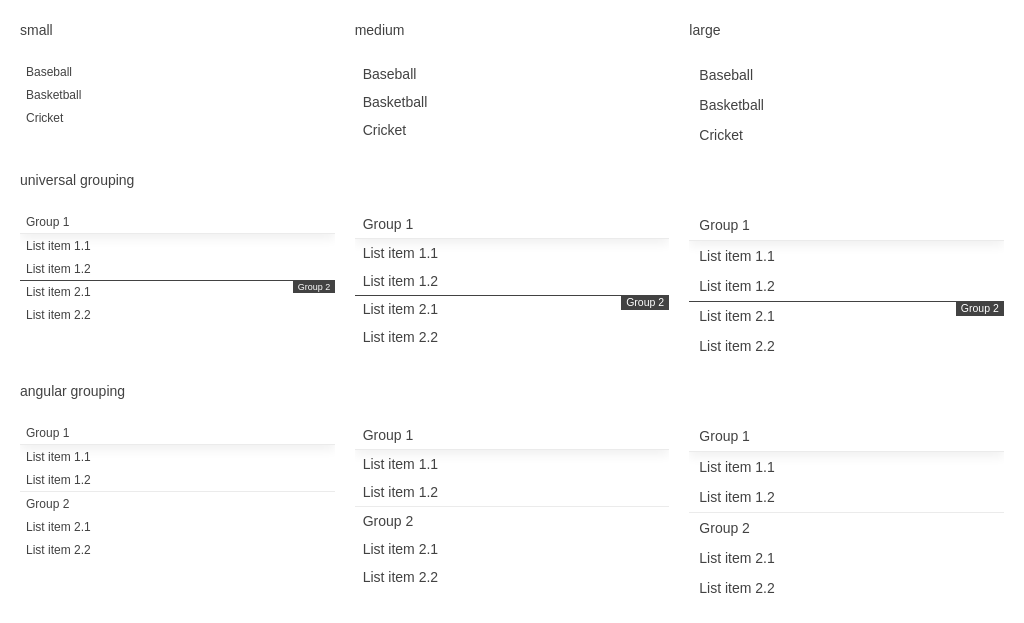 small medium large
Baseball Baseball Baseball
Basketball Basketball Basketball
Cricket Cricket Cricket
universal grouping
Group 1 Group 1 Group 1
List item 1.1 List item 1.1 List item 1.1
List item 1.2 List item 1.2 List item 1.2
List item 2.1 Group 2 List item 2.1 Group 2 List item 2.1 Group 2
List item 2.2 List item 2.2 List item 2.2
angular grouping
Group 1 Group 1 Group 1
List item 1.1 List item 1.1 List item 1.1
List item 1.2 List item 1.2 List item 1.2
Group 2 Group 2 Group 2
List item 2.1 List item 2.1 List item 2.1
List item 2.2 List item 2.2 List item 2.2